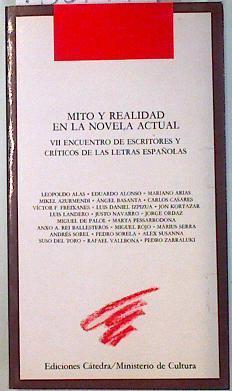 MITO Y REALIDAD
EN LA NOVELA ACTUAL
VII ENCUENTRO DE ESCRITORES Y
CRÍTICOS DE LAS LETRAS ESPAÑOLAS
LEOPOLDO ALAS • EDUARDO ALONSO • MARIANO ARIAS
MIKEL AZURMENDI • ÁNGEL BASANTA • CARLOS CASARES
VÍCTOR F. FREIXANES • LUIS DANIEL IZPIZUA • JON KORTAZAR
LUIS LANDERO • JUSTO NAVARRO • JORGE ORDAZ
MIGUEL DE PALOL • MARTA PESSARRODONA
ANXO A. REI BALLESTEROS • MIGUEL ROJO • MÀRIUS SERRA
ANDRÉS SOREL • PEDRO SORELA • ALEX SUSANNA
SUSO DEL TORO • RAFAEL VALLBONA • PEDRO ZARRALUKI
Ediciones Cátedra/Ministerio de Cultura